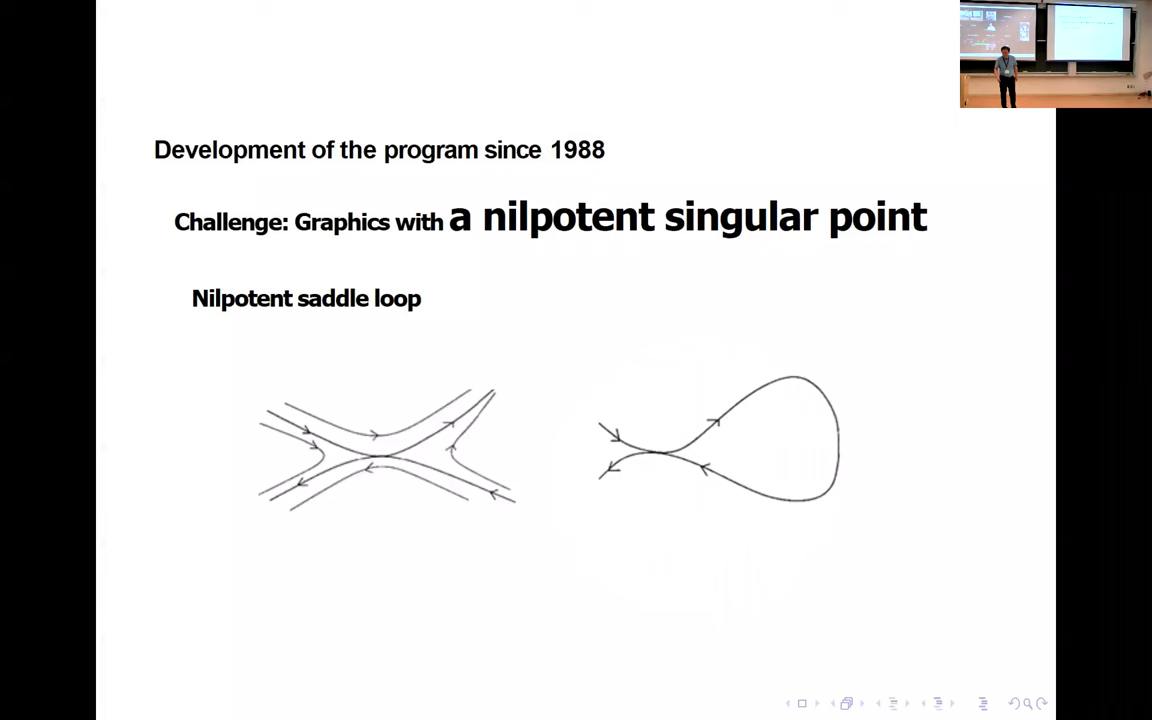 Development of the program since 1988
Challenge: Graphics with a nilpotent singular point
Nilpotent saddle loop